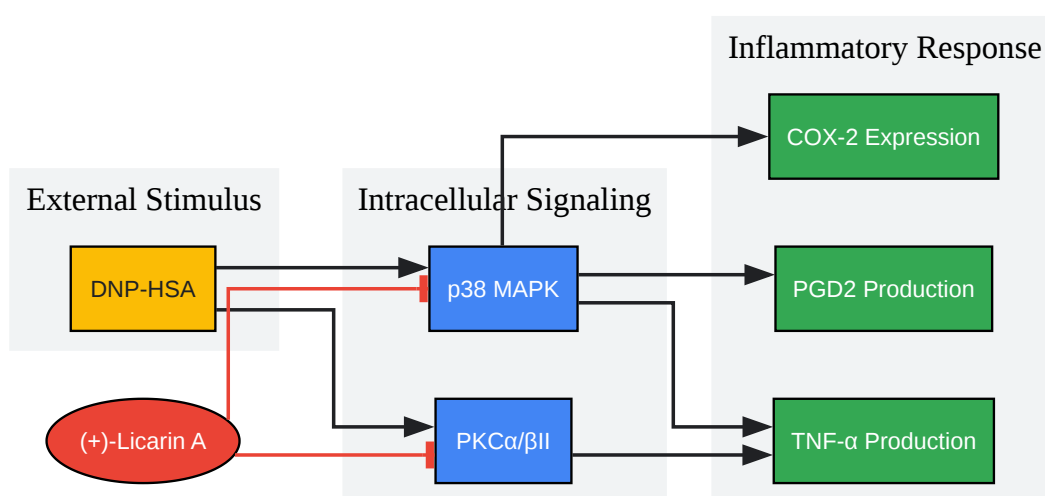 Inflammatory Response
COX-2 Expression
External Stimulus
Intracellular Signaling
DNP-HSA
p38 MAPK
PGD2 Production
(+)-Licarin A
PKCα/βII
TNF-α Production